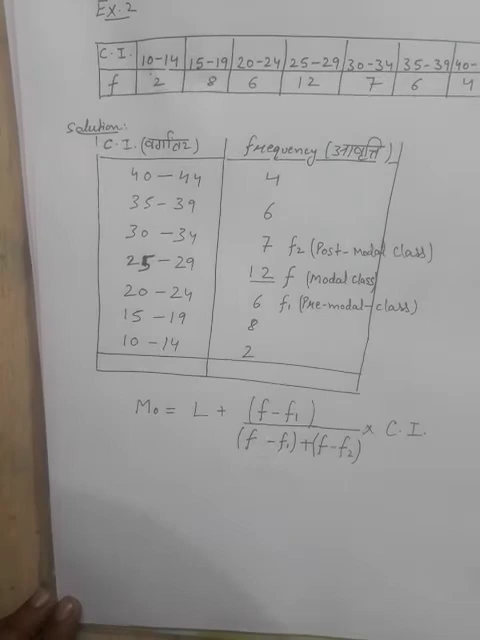 Ex. 2
C.I. 10-14 15-19 20-24 25-29 30-34 35-39 40-
f 2 8 6 12 7 6 4
Solution:
C.I. (वर्गांतर) frequency (आवृत्ति)
40-44 4
35-39 6
30-34 7 f₂ (Post-Modal class)
25-29 12 f (Modal class)
20-24 6 f₁ (Pre-modal-class)
15-19 8
10-14 2
M₀ = L + (f-f₁) / (f-f₁)+(f-f₂) × C.I.